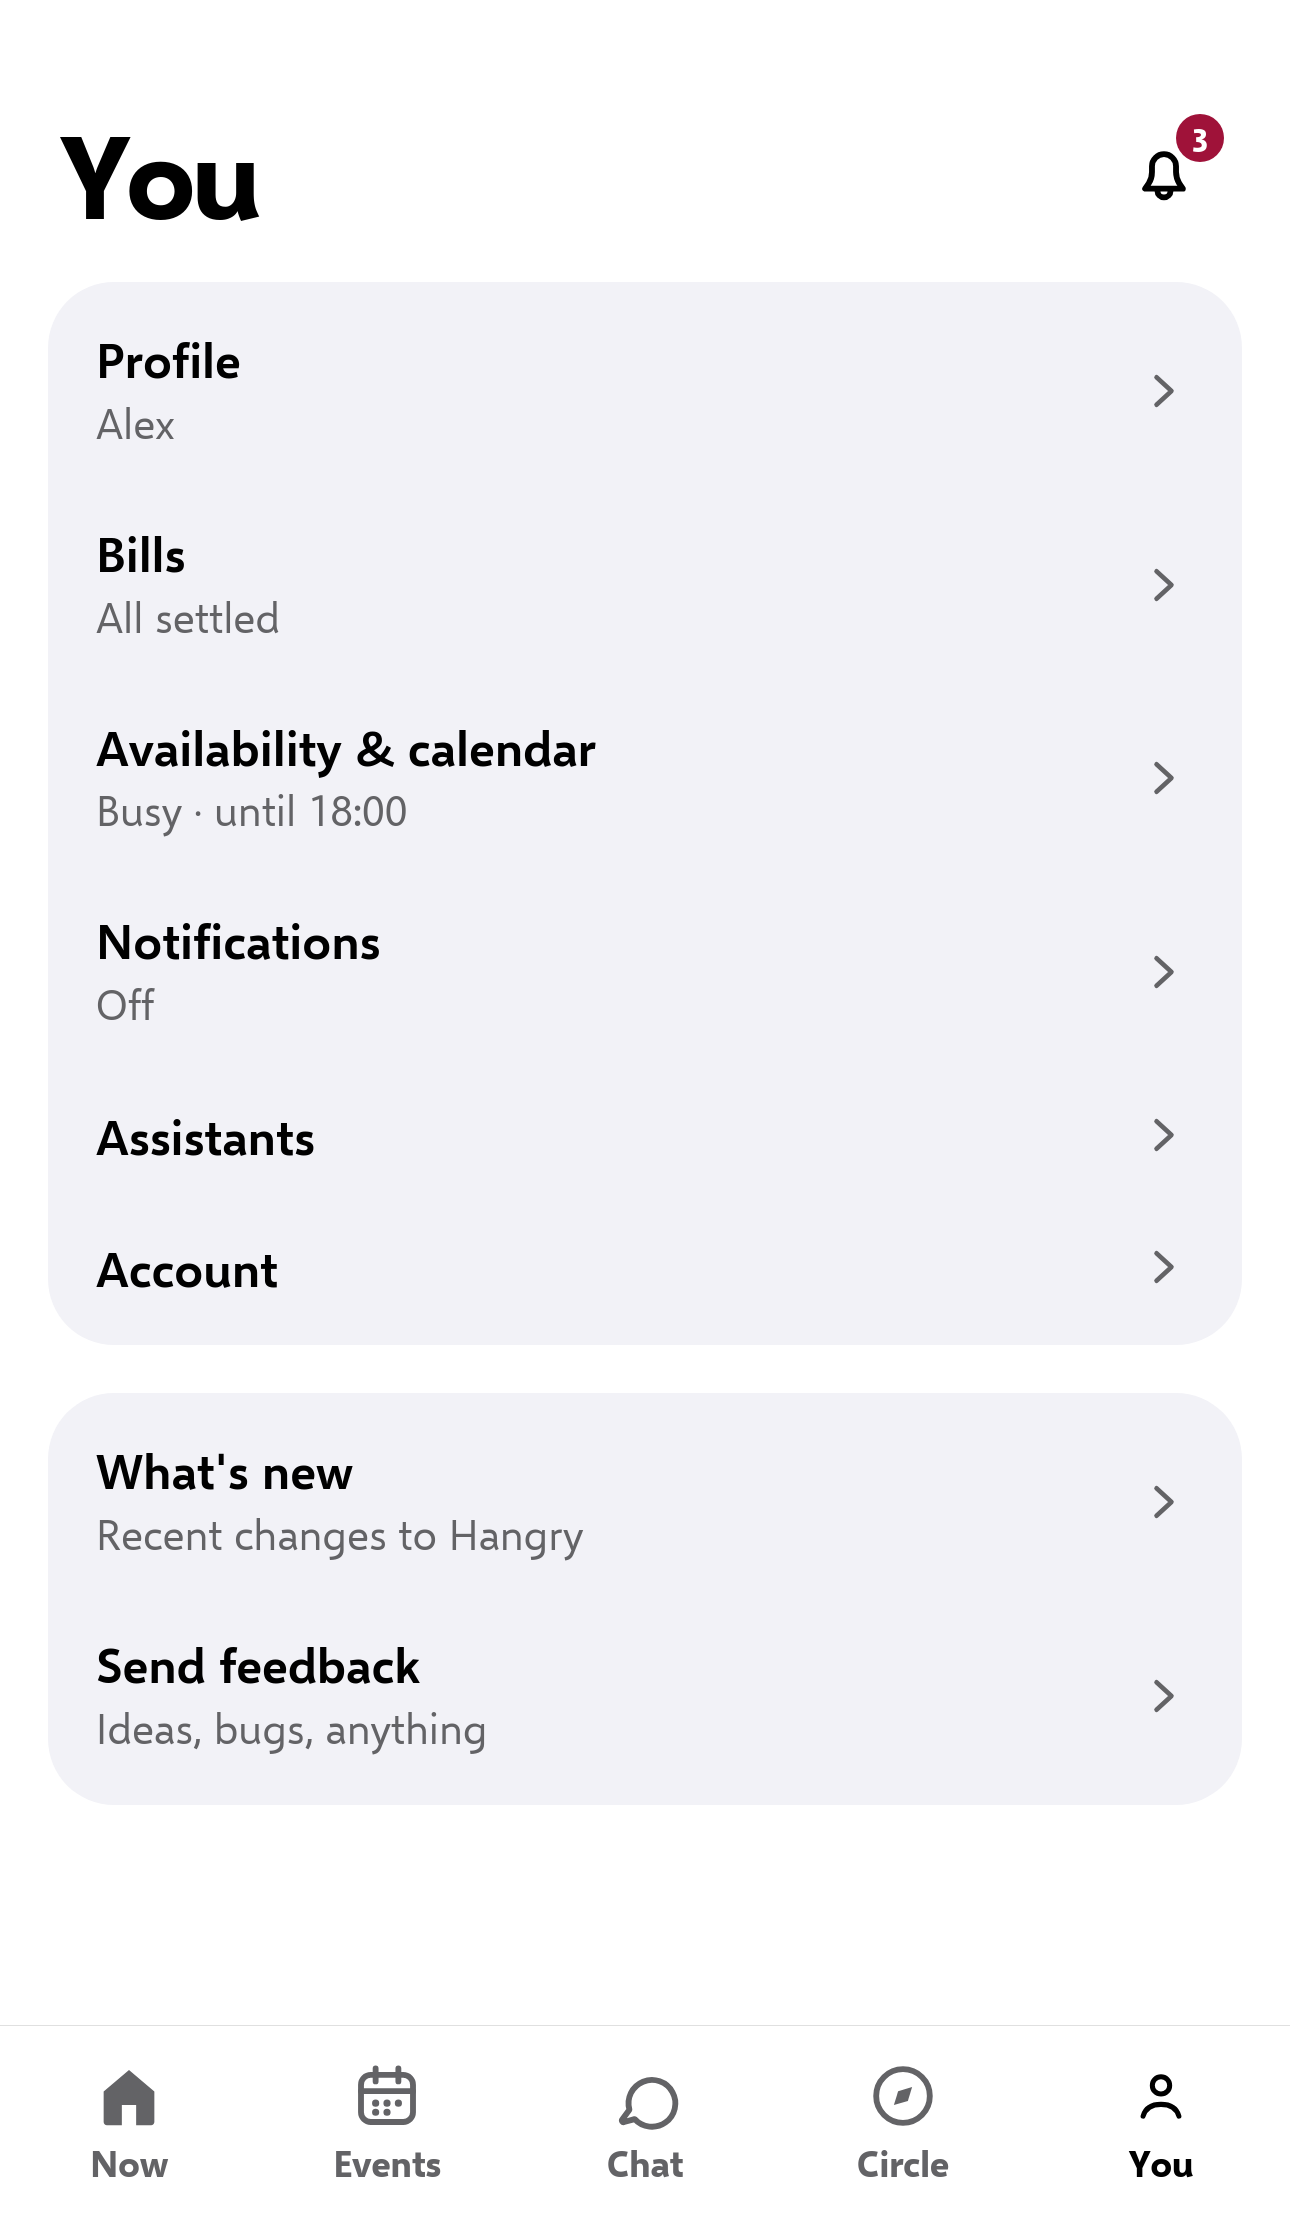 You
3
Profile
Alex
Bills
All settled
Availability & calendar
Busy · until 18:00
Notifications
Off
Assistants
Account
What's new
Recent changes to Hangry
Send feedback
Ideas, bugs, anything
Now
Events
Chat
Circle
You